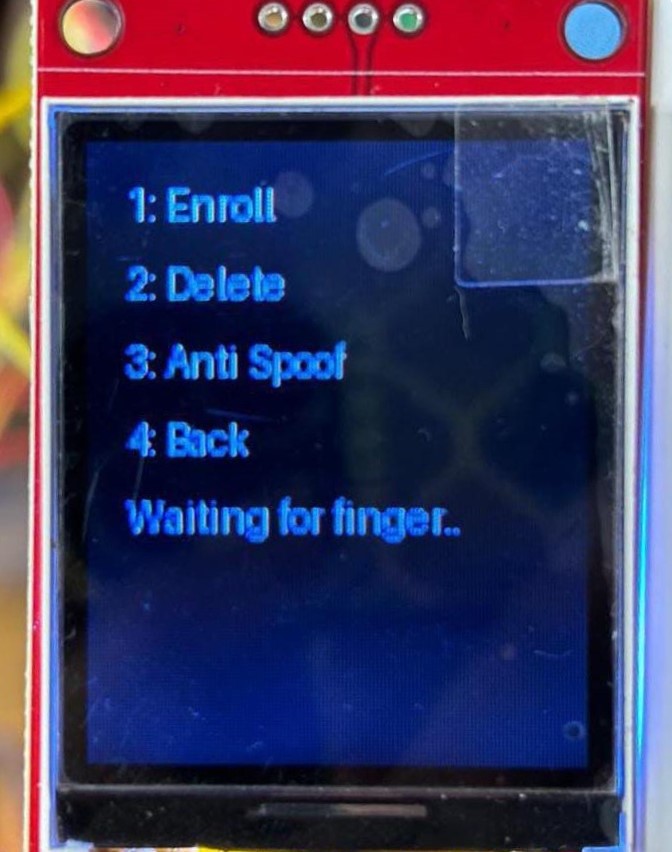 1: Enroll
2: Delete
3: Anti Spoof
4: Back
Waiting for finger..